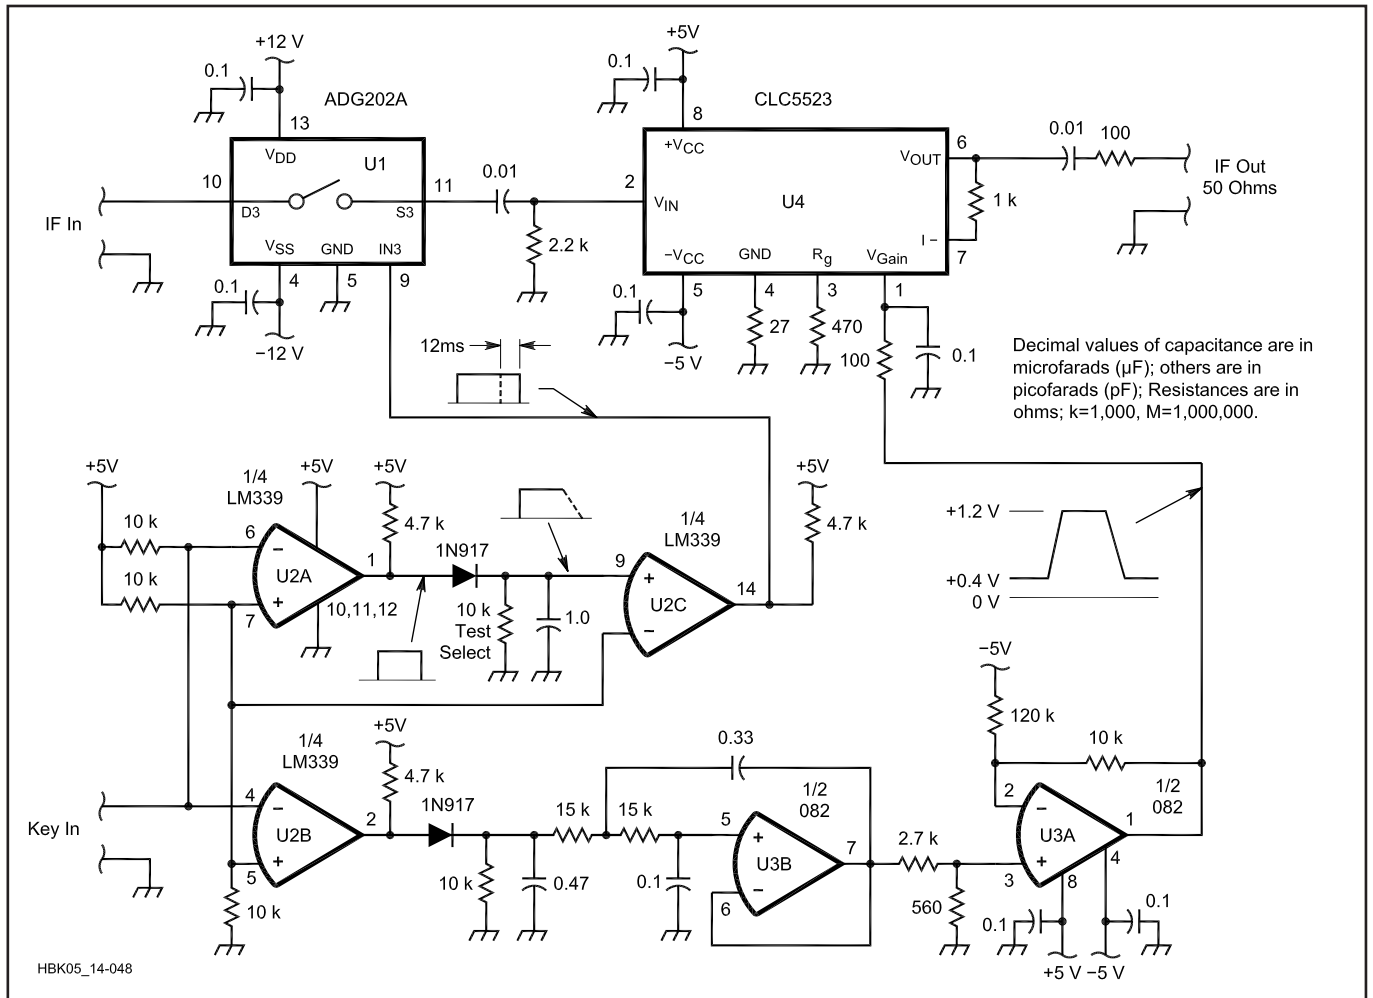 +12 V
0.1
13
ADG202A
VDD
U1
10
D3
S3
11
IF In
VSS
GND
IN3
4
5
9
0.1
−12 V
0.01
2.2 k
+5V
0.1
8
CLC5523
+VCC
2
VIN
U4
VOUT
6
I −
7
1 k
0.01
100
IF Out
50 Ohms
−VCC
GND
Rg
VGain
5
4
3
1
0.1
−5 V
27
470
100
0.1
Decimal values of capacitance are in
microfarads (µF); others are in
picofarads (pF); Resistances are in
ohms; k=1,000, M=1,000,000.
12ms
+5V
10 k
10 k
1/4
LM339
6
−
U2A
+
7
+5V
1
10,11,12
+5V
4.7 k
1N917
10 k
Test
Select
1.0
1/4
LM339
9
+
U2C
−
14
+5V
4.7 k
+1.2 V
+0.4 V
0 V
Key In
1/4
LM339
4
−
U2B
+
5
10 k
2
+5V
4.7 k
1N917
10 k
0.47
15 k
15 k
0.33
0.1
1/2
082
5
+
U3B
−
6
7
2.7 k
560
−5V
120 k
10 k
2
−
U3A
+
3
1/2
082
1
4
8
0.1
0.1
+5 V
−5 V
HBK05_14-048